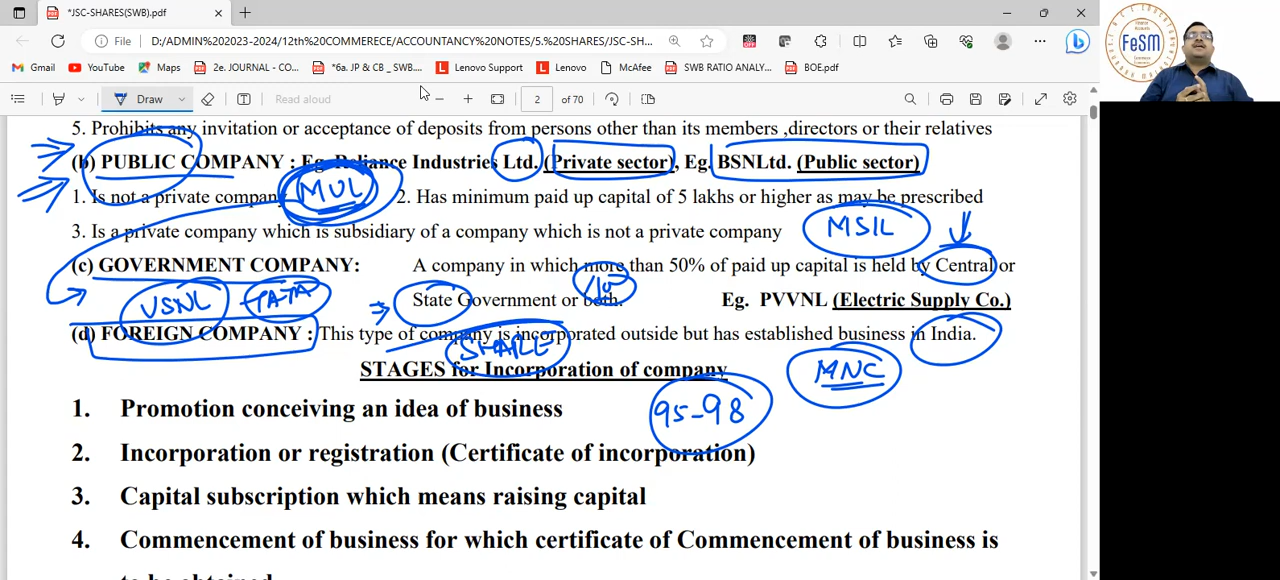 *JSC-SHARES(SWB).pdf
File D:/ADMIN%202023-2024/12th%20COMMERECE/ACCOUNTANCY%20NOTES/5.%20SHARES/JSC-SH...
Gmail YouTube Maps 2e. JOURNAL - CO... *6a. JP & 8B _SWB.... Lenovo Support Lenovo McAfee SWB RATIO ANALY... BOE.pdf
Draw Read aloud 2 of 70
FeSM
5. Prohibits any invitation or acceptance of deposits from persons other than its members ,directors or their relatives
(b) PUBLIC COMPANY : Eg. Reliance Industries Ltd. (Private sector), Eg. BSNLtd. (Public sector)
1. Is not a private company MUL 2. Has minimum paid up capital of 5 lakhs or higher as may be prescribed
3. Is a private company which is subsidiary of a company which is not a private company MSIL
(c) GOVERNMENT COMPANY: A company in which more than 50% of paid up capital is held by Central or
VSNL TATA State Government or both. Eg. PVVNL (Electric Supply Co.)
(d) FOREIGN COMPANY : This type of company is incorporated outside but has established business in India.
SHARE
STAGES for Incorporation of company MNC
1. Promotion conceiving an idea of business 95-98
2. Incorporation or registration (Certificate of incorporation)
3. Capital subscription which means raising capital
4. Commencement of business for which certificate of Commencement of business is
to be obtained